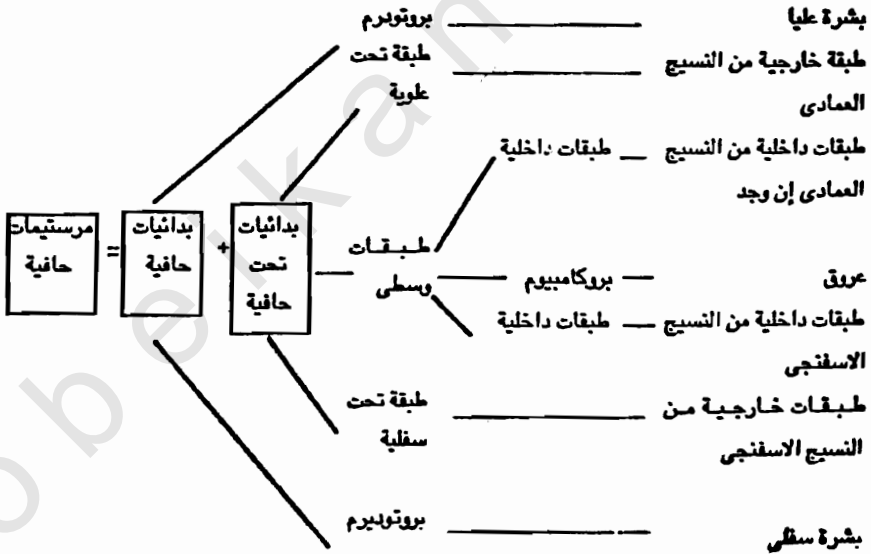 بشرة عليا
بروتودرم
طبقة خارجية من النسيج
العمادى
طبقة تحت
علوية
طبقات داخلية من النسيج
العمادى إن وجد
طبقات داخلية
مرستيمات
حافية
=
بدائيات
حافية
+
بدائيات
تحت
حافية
طبقات
وسطى
بروكامبيوم
عروق
طبقات داخلية
طبقات داخلية من النسيج
الاسفنجى
طبقة تحت
سفلية
طبقات خارجية من
النسيج الاسفنجى
بروتوديرم
بشرة سفلى
obeikan